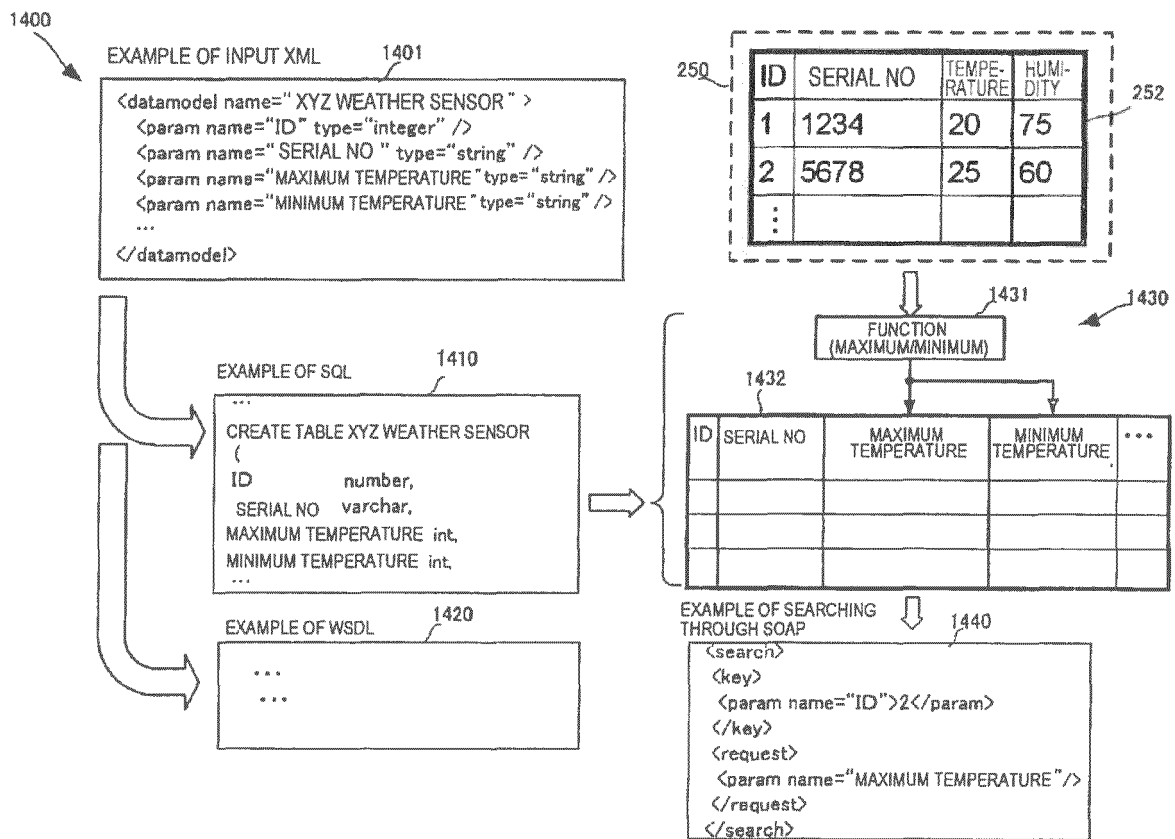 1400
EXAMPLE OF INPUT XML
1401
<datamodel name=" XYZ WEATHER SENSOR " >
<param name="ID" type="integer" />
<param name=" SERIAL NO " type="string" />
<param name="MAXIMUM TEMPERATURE" type="string" />
<param name="MINIMUM TEMPERATURE" type="string" />
...
</datamodel>
250
ID SERIAL NO TEMPE-RATURE HUMI-DITY
252
1 1234 20 75
2 5678 25 60
⋮
1431
1430
FUNCTION
(MAXIMUM/MINIMUM)
EXAMPLE OF SQL
1410
...
CREATE TABLE XYZ WEATHER SENSOR
(
ID number,
SERIAL NO varchar,
MAXIMUM TEMPERATURE int,
MINIMUM TEMPERATURE int,
...
1432
ID SERIAL NO MAXIMUM TEMPERATURE MINIMUM TEMPERATURE ...
EXAMPLE OF WSDL
1420
...
...
EXAMPLE OF SEARCHING
THROUGH SOAP
1440
<search>
<key>
<param name="ID">2</param>
</key>
<request>
<param name="MAXIMUM TEMPERATURE"/>
</request>
</search>